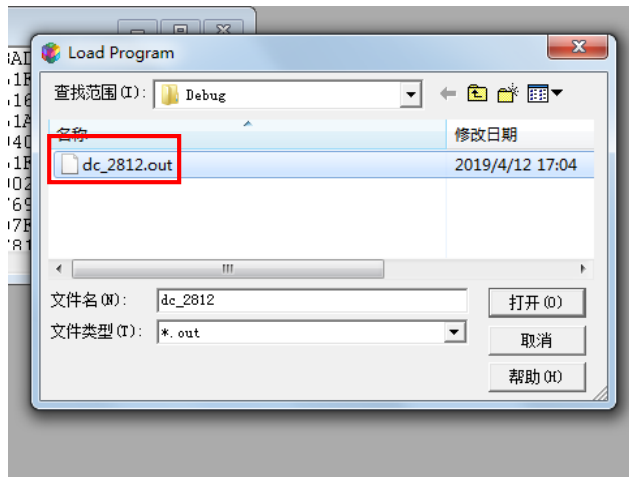 Load Program
查找范围(I):
Debug
名称
修改日期
dc_2812.out
2019/4/12 17:04
文件名(N):
dc_2812
打开(O)
文件类型(T):
*.out
取消
帮助(H)